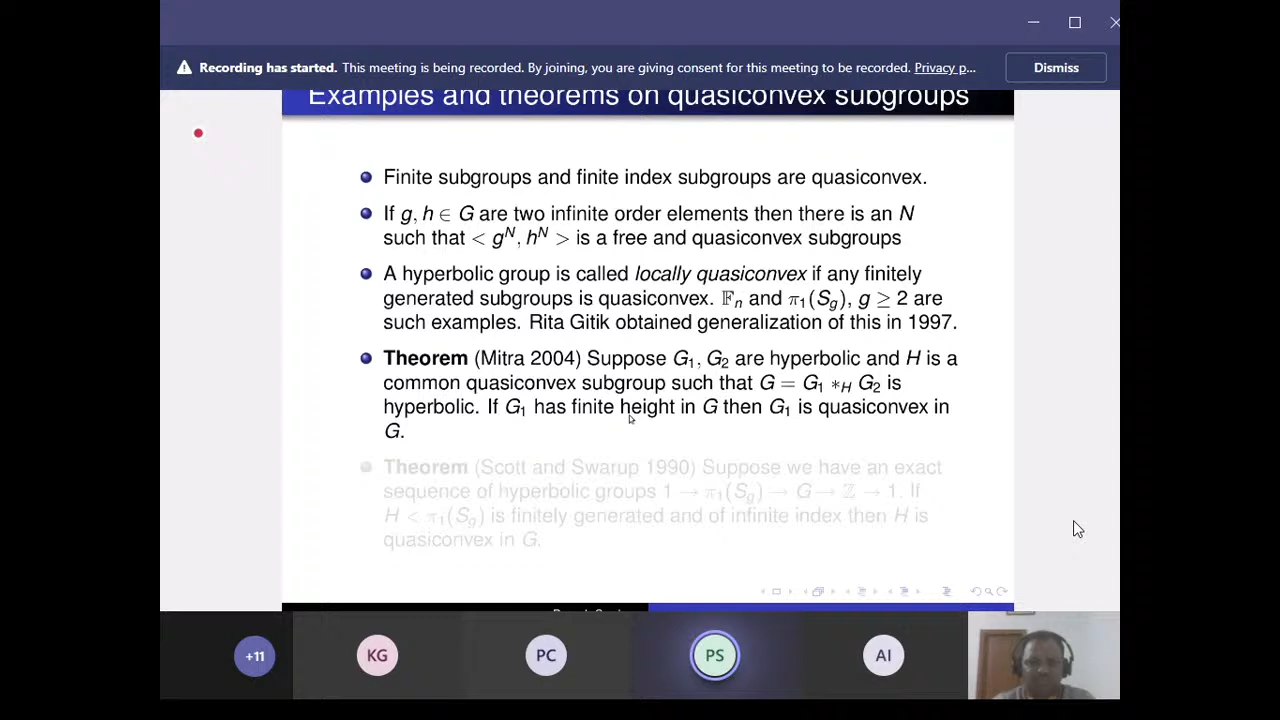 Recording has started. This meeting is being recorded. By joining, you are giving consent for this meeting to be recorded. Privacy p... Dismiss
Examples and theorems on quasiconvex subgroups
Finite subgroups and finite index subgroups are quasiconvex.
If g, h ∈ G are two infinite order elements then there is an N
such that < g^N, h^N > is a free and quasiconvex subgroups
A hyperbolic group is called locally quasiconvex if any finitely
generated subgroups is quasiconvex. 𝔽_n and π_1(S_g), g ≥ 2 are
such examples. Rita Gitik obtained generalization of this in 1997.
Theorem (Mitra 2004) Suppose G_1, G_2 are hyperbolic and H is a
common quasiconvex subgroup such that G = G_1 *_H G_2 is
hyperbolic. If G_1 has finite height in G then G_1 is quasiconvex in
G.
Theorem (Scott and Swarup 1990) Suppose we have an exact
sequence of hyperbolic groups 1 → π_1(S_g) → G → ℤ → 1. If
H < π_1(S_g) is finitely generated and of infinite index then H is
quasiconvex in G.
+11 KG PC PS AI